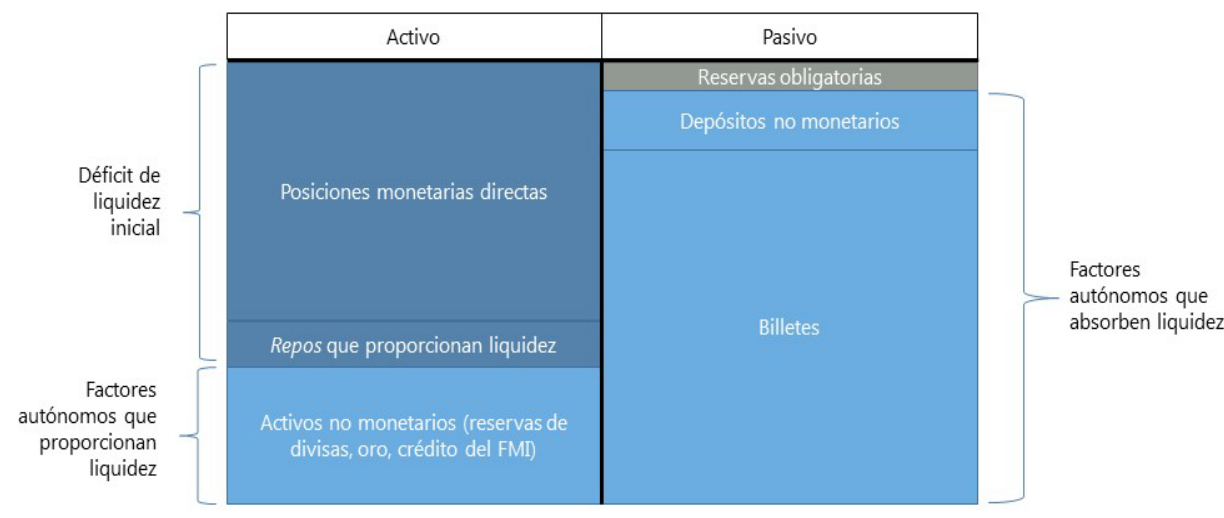 Activo
Pasivo
Reservas obligatorias
Depósitos no monetarios
Déficit de
liquidez
inicial
Posiciones monetarias directas
Factores
autónomos que
absorben liquidez
Billetes
Repos que proporcionan liquidez
Factores
autónomos que
proporcionan
liquidez
Activos no monetarios (reservas de
divisas, oro, crédito del FMI)